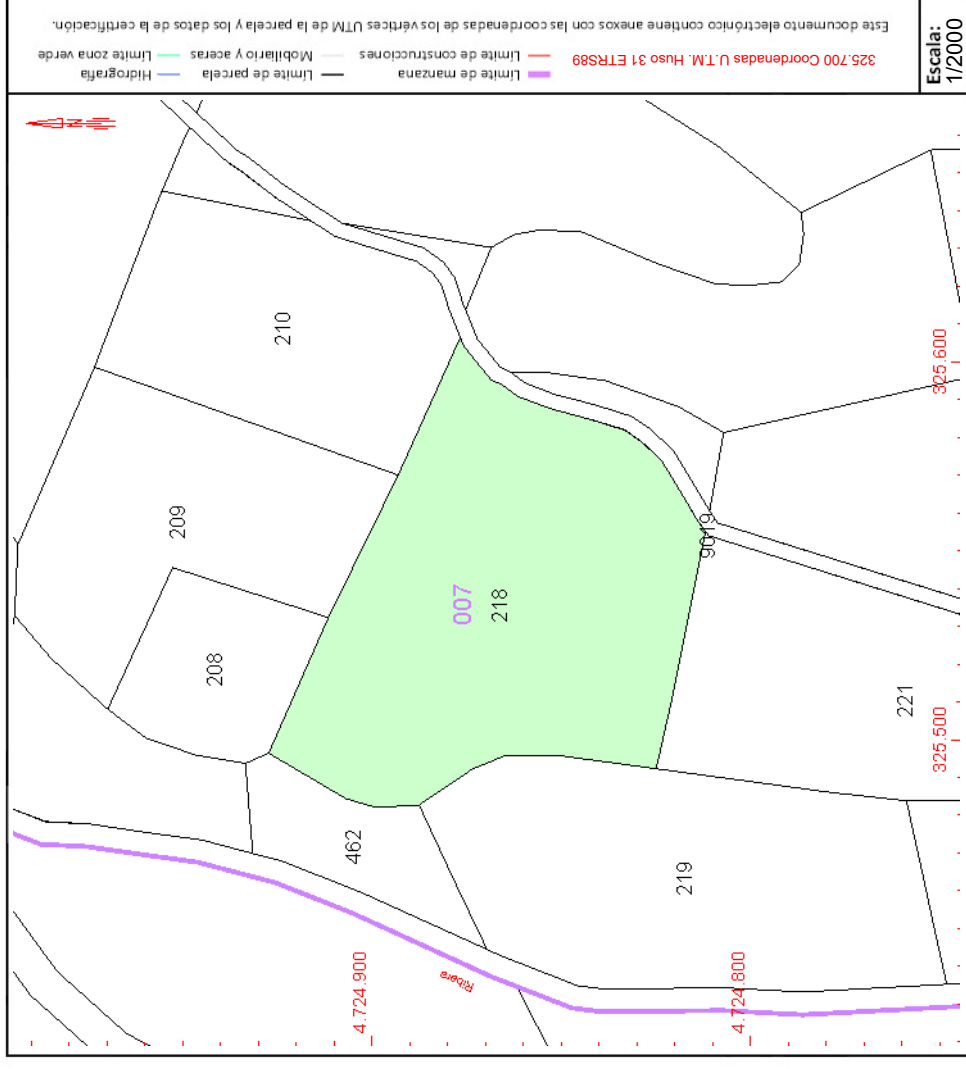 Este documento electrónico contiene anexos con las coordenadas de los vértices UTM de la parcela y los datos de la certificación.
325.700 Coordenadas U.T.M. Huso 31 ETRS89
Límite de manzana
Límite de construcciones
Límite de parcela
Mobiliario y aceras
Hidrografía
Límite zona verde
Escala:
1/2000
N
210
209
208
007
218
9019
462
219
221
Ribera
325.600
325.500
4.724.900
4.724.800